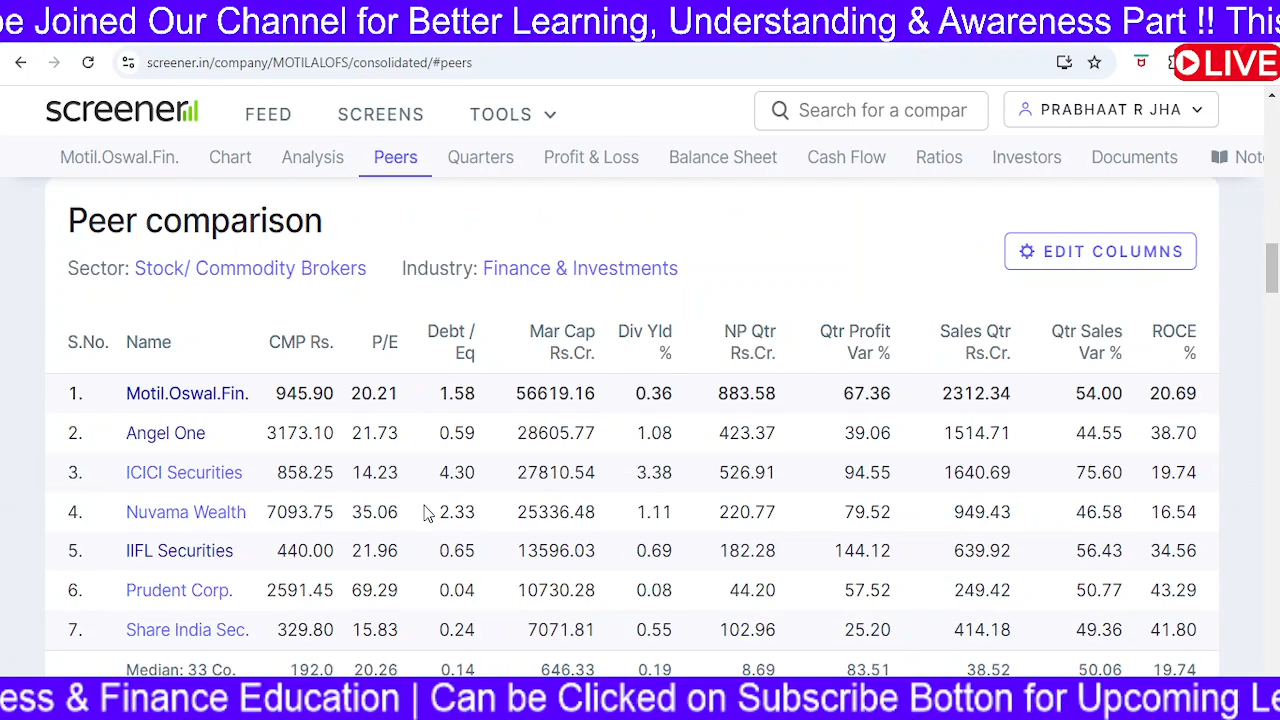 be Joined Our Channel for Better Learning, Understanding & Awareness Part !! This
screener.in/company/MOTILALOFS/consolidated/#peers
LIVE
screener
FEED SCREENS TOOLS
Search for a compar
PRABHAAT R JHA
Motil.Oswal.Fin. Chart Analysis Peers Quarters Profit & Loss Balance Sheet Cash Flow Ratios Investors Documents Note
Peer comparison
Sector: Stock/ Commodity Brokers Industry: Finance & Investments
EDIT COLUMNS
S.No. Name CMP Rs. P/E Debt / Eq Mar Cap Rs.Cr. Div Yld % NP Qtr Rs.Cr. Qtr Profit Var % Sales Qtr Rs.Cr. Qtr Sales Var % ROCE %
1. Motil.Oswal.Fin. 945.90 20.21 1.58 56619.16 0.36 883.58 67.36 2312.34 54.00 20.69
2. Angel One 3173.10 21.73 0.59 28605.77 1.08 423.37 39.06 1514.71 44.55 38.70
3. ICICI Securities 858.25 14.23 4.30 27810.54 3.38 526.91 94.55 1640.69 75.60 19.74
4. Nuvama Wealth 7093.75 35.06 2.33 25336.48 1.11 220.77 79.52 949.43 46.58 16.54
5. IIFL Securities 440.00 21.96 0.65 13596.03 0.69 182.28 144.12 639.92 56.43 34.56
6. Prudent Corp. 2591.45 69.29 0.04 10730.28 0.08 44.20 57.52 249.42 50.77 43.29
7. Share India Sec. 329.80 15.83 0.24 7071.81 0.55 102.96 25.20 414.18 49.36 41.80
Median: 33 Co. 192.0 20.26 0.14 646.33 0.19 8.69 83.51 38.52 50.06 19.74
ess & Finance Education | Can be Clicked on Subscribe Botton for Upcoming Le